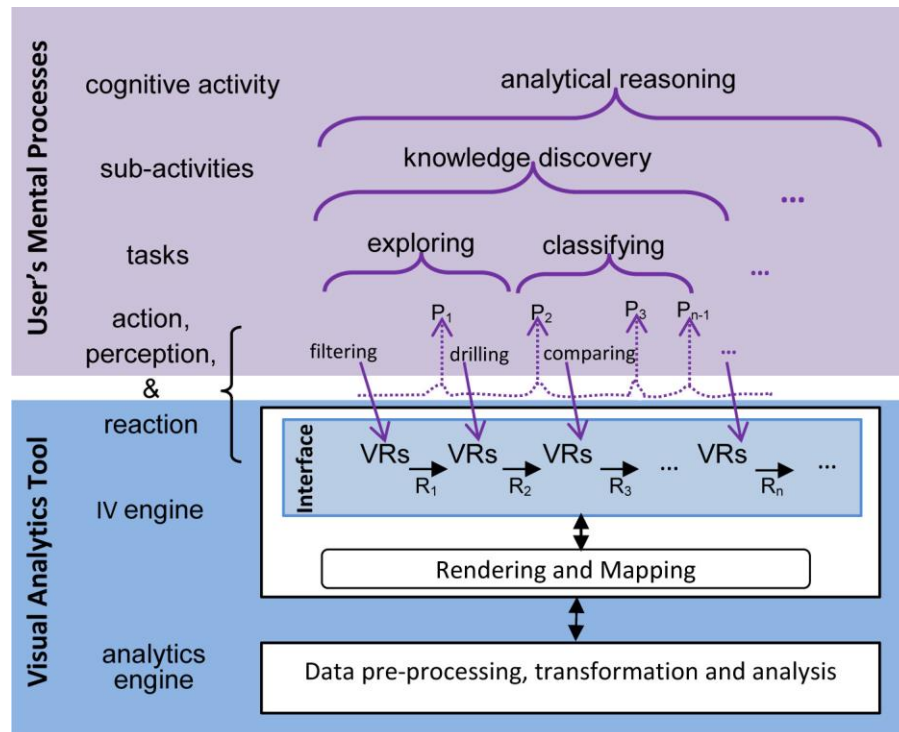 User's Mental Processes
cognitive activity
analytical reasoning
sub-activities
knowledge discovery
...
tasks
exploring
classifying
...
action,
perception,
&
reaction
P1
P2
P3
Pn-1
filtering
drilling
comparing
...
Visual Analytics Tool
IV engine
Interface
VRs
VRs
VRs
...
VRs
...
R1
R2
R3
Rn
Rendering and Mapping
analytics
engine
Data pre-processing, transformation and analysis